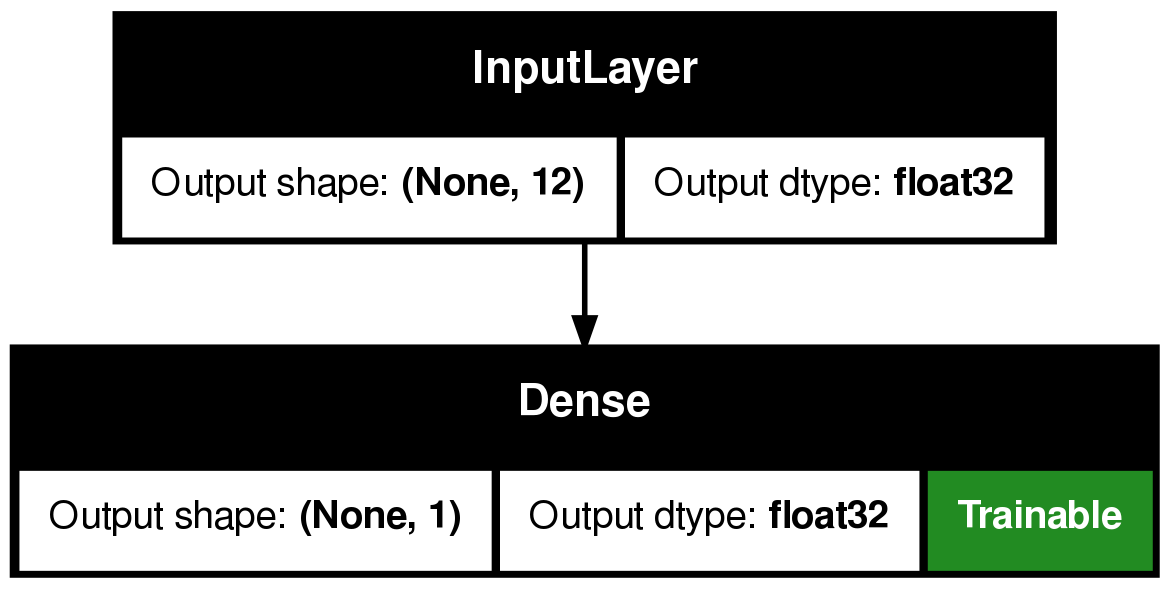 InputLayer
Output shape: (None, 12) Output dtype: float32
Dense
Output shape: (None, 1) Output dtype: float32 Trainable